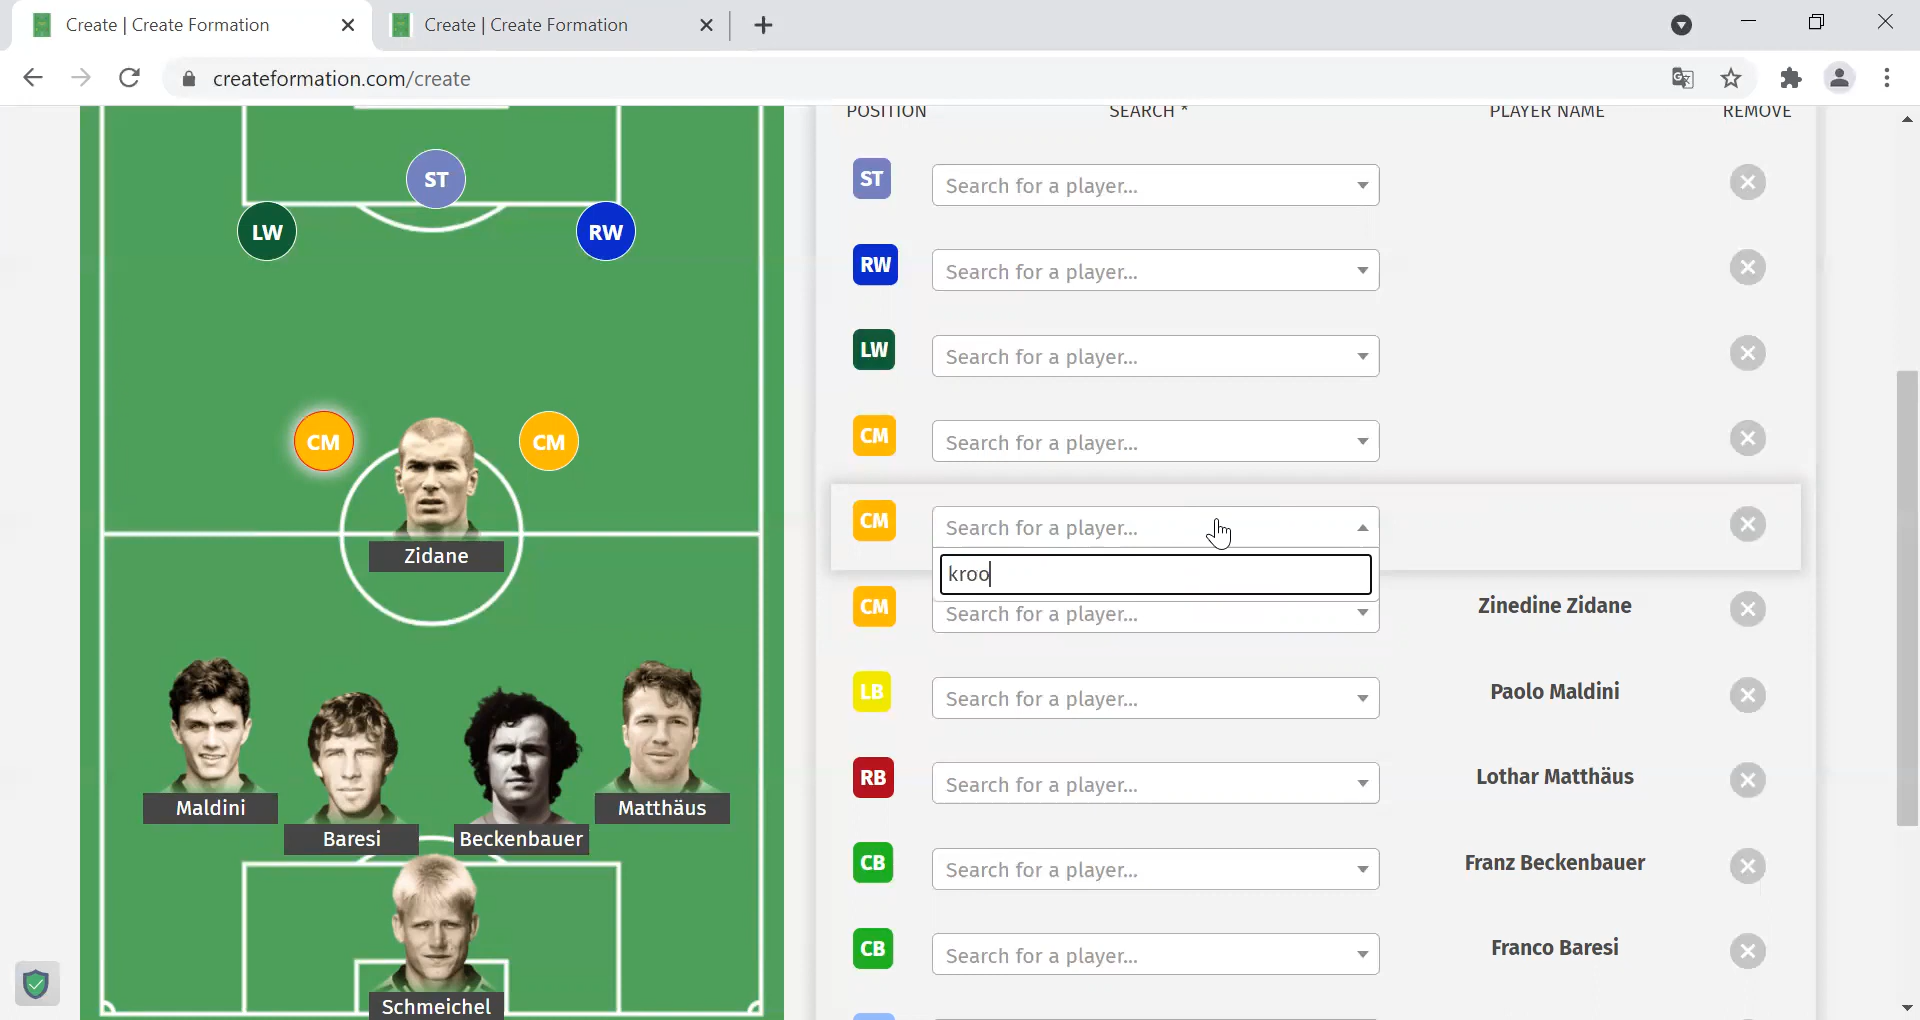 Create | Create Formation
Create | Create Formation
createformation.com/create
POSITION SEARCH * PLAYER NAME REMOVE
ST
LW
RW
CM
CM
Zidane
Maldini
Baresi
Beckenbauer
Matthäus
Schmeichel
ST Search for a player...
RW Search for a player...
LW Search for a player...
CM Search for a player...
CM Search for a player...
kroo
CM Search for a player... Zinedine Zidane
LB Search for a player... Paolo Maldini
RB Search for a player... Lothar Matthäus
CB Search for a player... Franz Beckenbauer
CB Search for a player... Franco Baresi